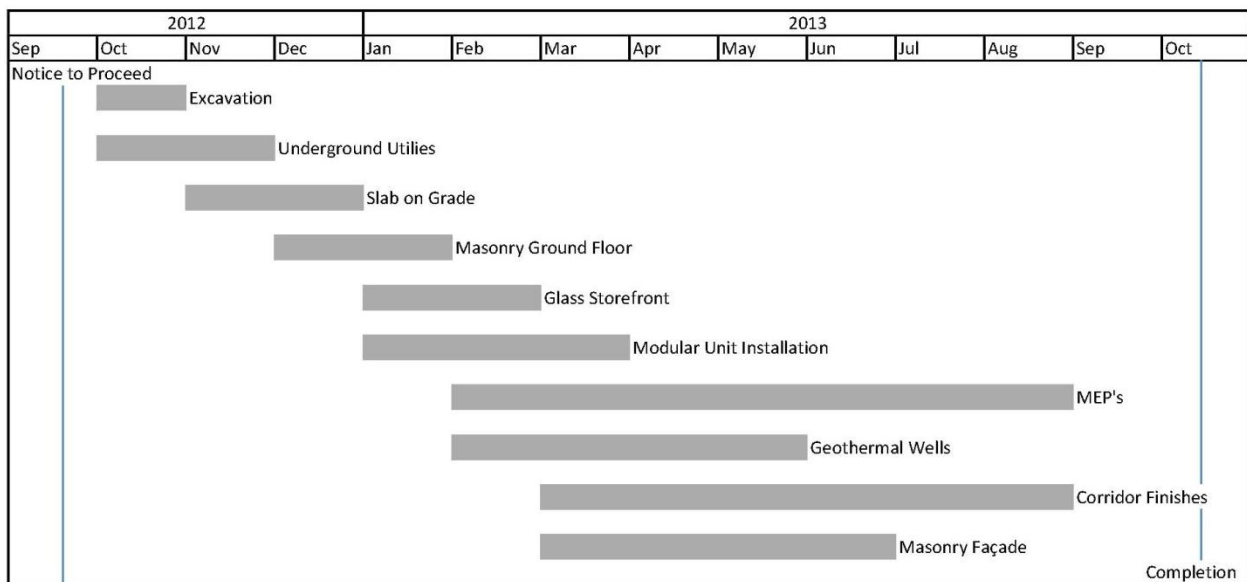 2012 2013
Sep Oct Nov Dec Jan Feb Mar Apr May Jun Jul Aug Sep Oct
Notice to Proceed
Excavation
Underground Utilies
Slab on Grade
Masonry Ground Floor
Glass Storefront
Modular Unit Installation
MEP's
Geothermal Wells
Corridor Finishes
Masonry Façade
Completion